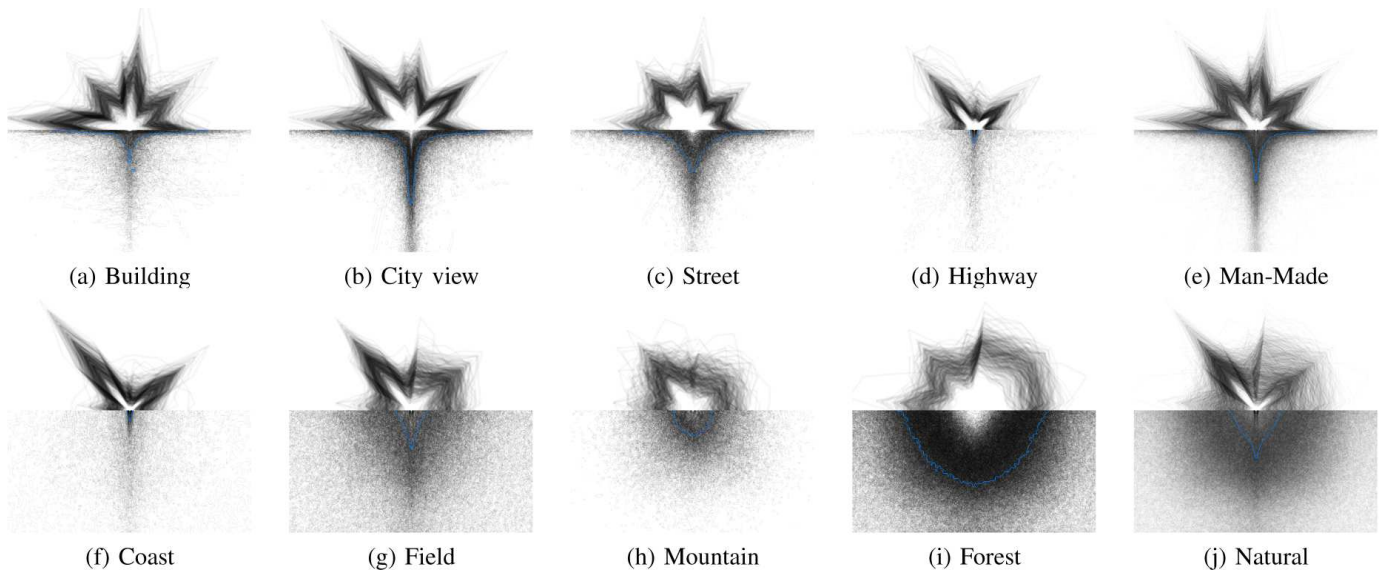 (a) Building
(b) City view
(c) Street
(d) Highway
(e) Man-Made
(f) Coast
(g) Field
(h) Mountain
(i) Forest
(j) Natural